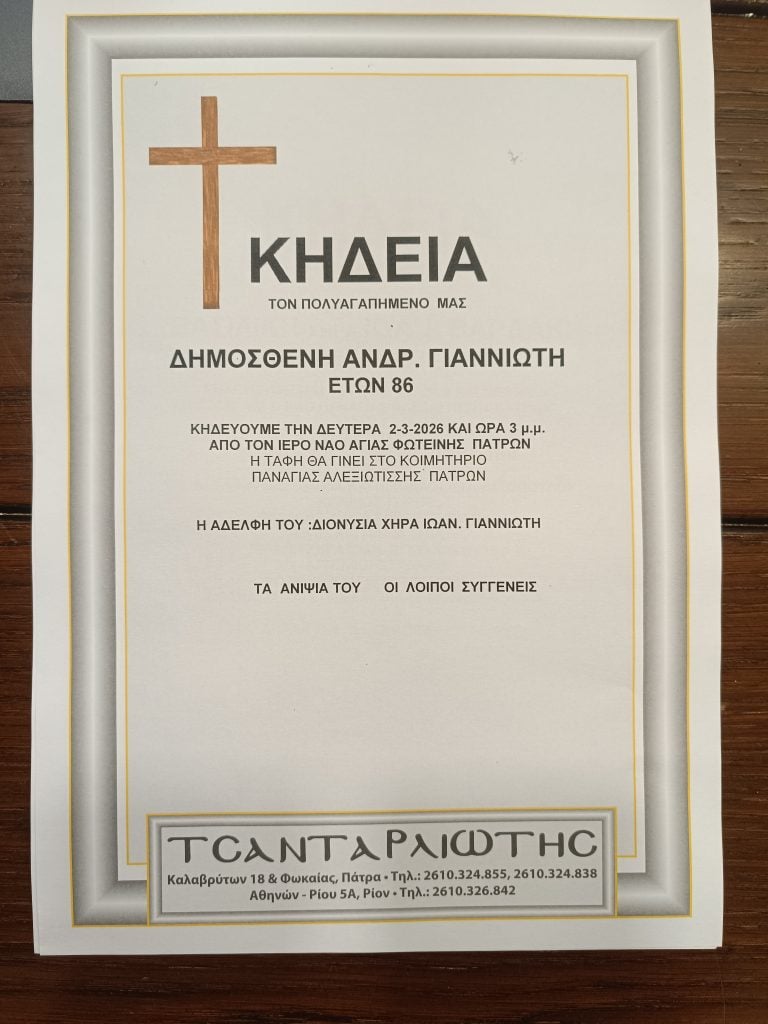 ΚΗΔΕΙΑ
ΤΟΝ ΠΟΛΥΑΓΑΠΗΜΕΝΟ ΜΑΣ
ΔΗΜΟΣΘΕΝΗ ΑΝΔΡ. ΓΙΑΝΝΙΩΤΗ
ΕΤΩΝ 86
ΚΗΔΕΥΟΥΜΕ ΤΗΝ ΔΕΥΤΕΡΑ 2-3-2026 ΚΑΙ ΩΡΑ 3 μ.μ.
ΑΠΟ ΤΟΝ ΙΕΡΟ ΝΑΟ ΑΓΙΑΣ ΦΩΤΕΙΝΗΣ ΠΑΤΡΩΝ
Η ΤΑΦΗ ΘΑ ΓΙΝΕΙ ΣΤΟ ΚΟΙΜΗΤΗΡΙΟ
ΠΑΝΑΓΙΑΣ ΑΛΕΞΙΩΤΙΣΣΗΣ ΠΑΤΡΩΝ
Η ΑΔΕΛΦΗ ΤΟΥ :ΔΙΟΝΥΣΙΑ ΧΗΡΑ ΙΩΑΝ. ΓΙΑΝΝΙΩΤΗ
ΤΑ ΑΝΙΨΙΑ ΤΟΥ ΟΙ ΛΟΙΠΟΙ ΣΥΓΓΕΝΕΙΣ
ΤΣΑΝΤΑΡΛΙΩΤΗΣ
Καλαβρύτων 18 & Φωκαίας, Πάτρα • Τηλ.: 2610.324.855, 2610.324.838
Αθηνών - Ρίου 5Α, Ρίον • Τηλ.: 2610.326.842